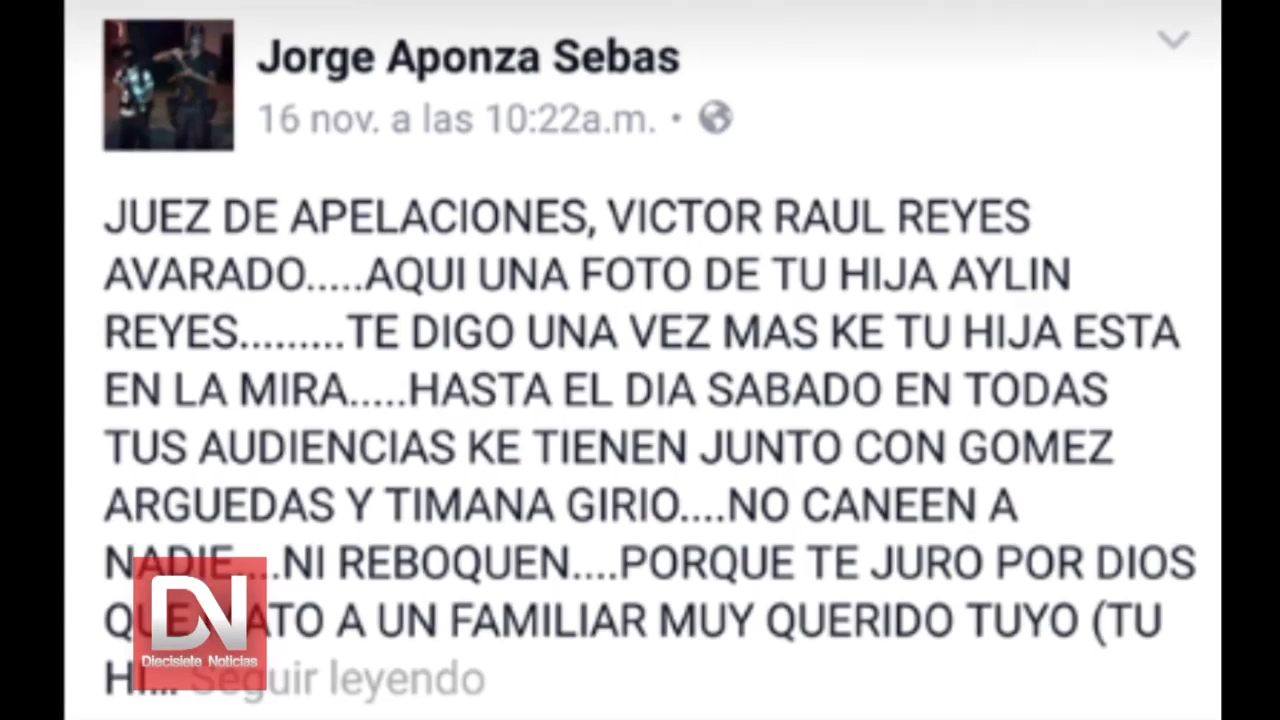 Jorge Aponza Sebas
16 nov. a las 10:22a.m. •
JUEZ DE APELACIONES, VICTOR RAUL REYES
AVARADO.....AQUI UNA FOTO DE TU HIJA AYLIN
REYES.........TE DIGO UNA VEZ MAS KE TU HIJA ESTA
EN LA MIRA.....HASTA EL DIA SABADO EN TODAS
TUS AUDIENCIAS KE TIENEN JUNTO CON GOMEZ
ARGUEDAS Y TIMANA GIRIO....NO CANEEN A
NADIE....NI REBOQUEN....PORQUE TE JURO POR DIOS
QUE MATO A UN FAMILIAR MUY QUERIDO TUYO (TU
HI... Seguir leyendo
DN
Diecisiete Noticias